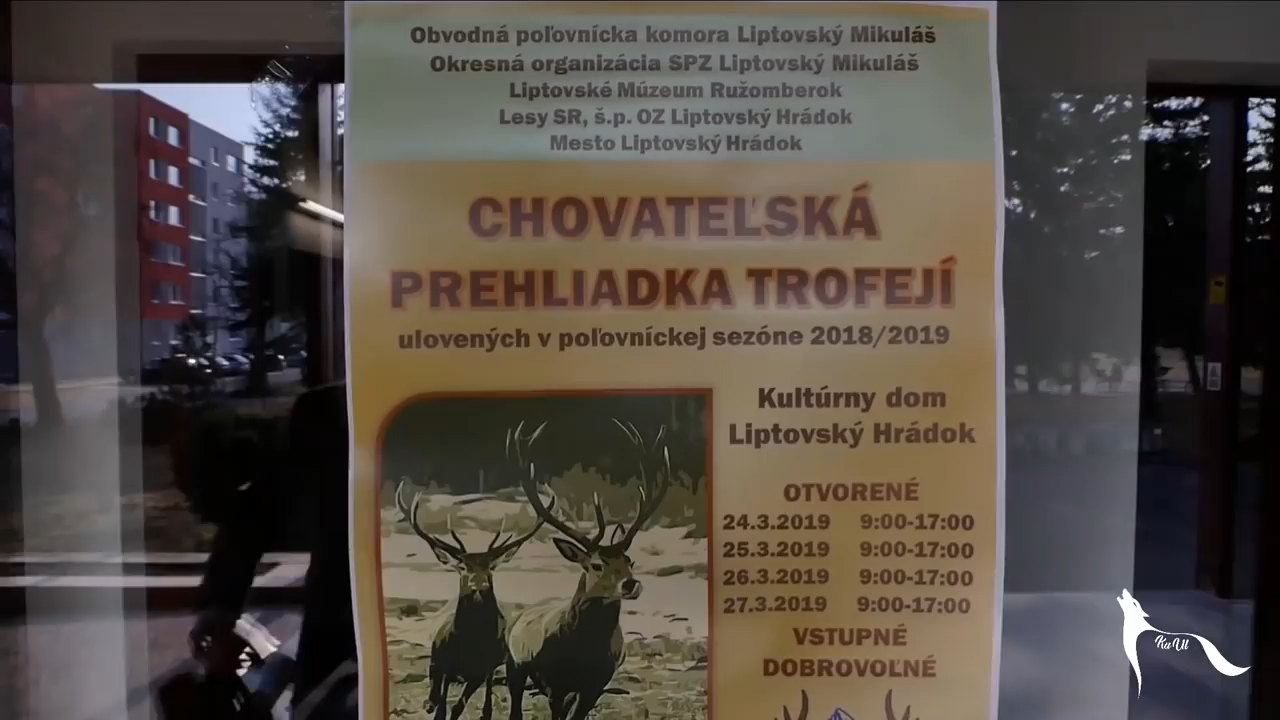 Obvodná poľovnícka komora Liptovský Mikuláš
Okresná organizácia SPZ Liptovský Mikuláš
Liptovské Múzeum Ružomberok
Lesy SR, š.p. OZ Liptovský Hrádok
Mesto Liptovský Hrádok
CHOVATEĽSKÁ
PREHLIADKA TROFEJÍ
ulovených v poľovníckej sezóne 2018/2019
Kultúrny dom
Liptovský Hrádok
OTVORENÉ
24.3.2019 9:00-17:00
25.3.2019 9:00-17:00
26.3.2019 9:00-17:00
27.3.2019 9:00-17:00
VSTUPNÉ
DOBROVOĽNÉ